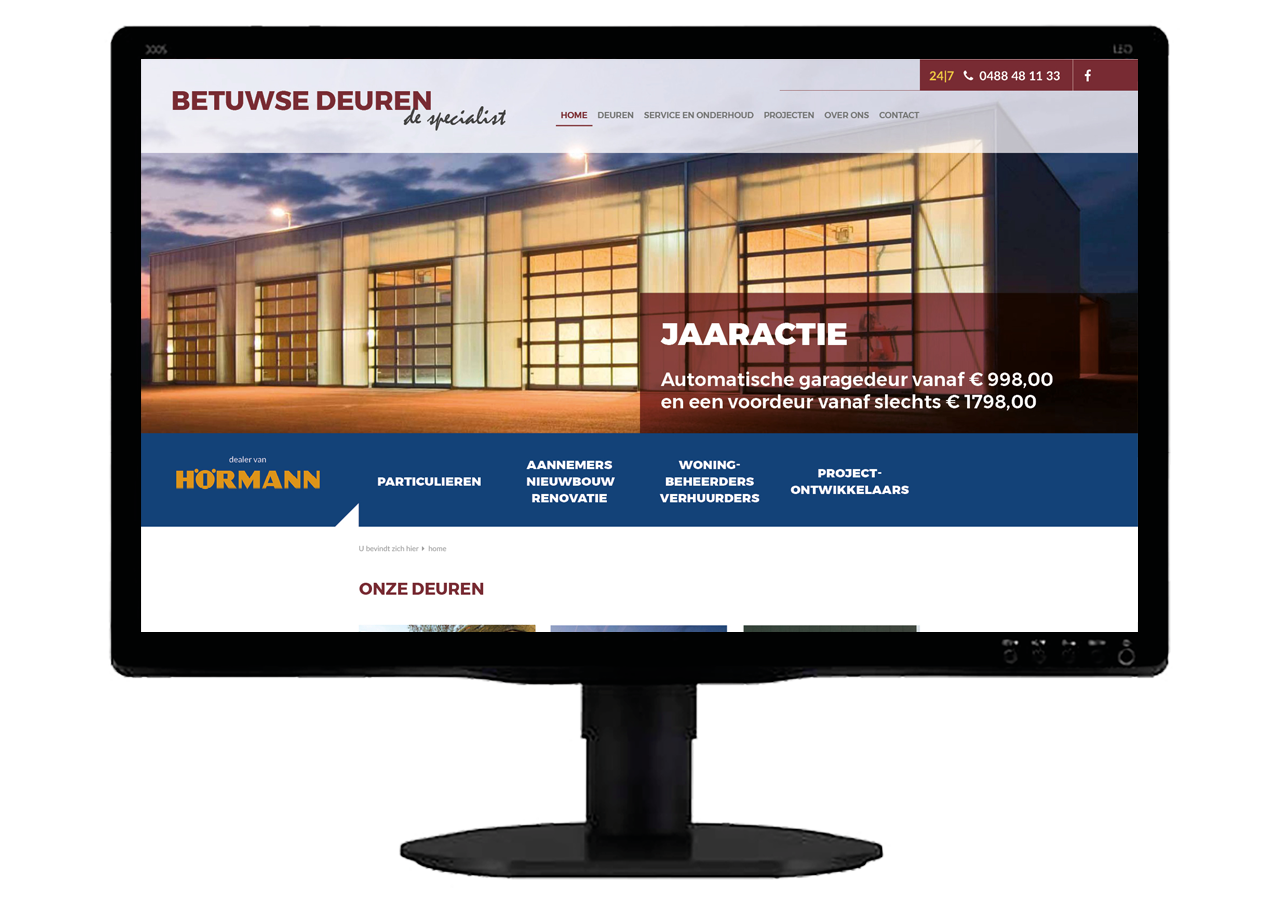 LED
24|7 0488 48 11 33
BETUWSE DEUREN
de specialist
HOME DEUREN SERVICE EN ONDERHOUD PROJECTEN OVER ONS CONTACT
JAARACTIE
Automatische garagedeur vanaf € 998,00
en een voordeur vanaf slechts € 1798,00
dealer van
HÖRMANN
PARTICULIEREN
AANNEMERS
NIEUWBOUW
RENOVATIE
WONING-
BEHEERDERS
VERHUURDERS
PROJECT-
ONTWIKKELAARS
U bevindt zich hier home
ONZE DEUREN